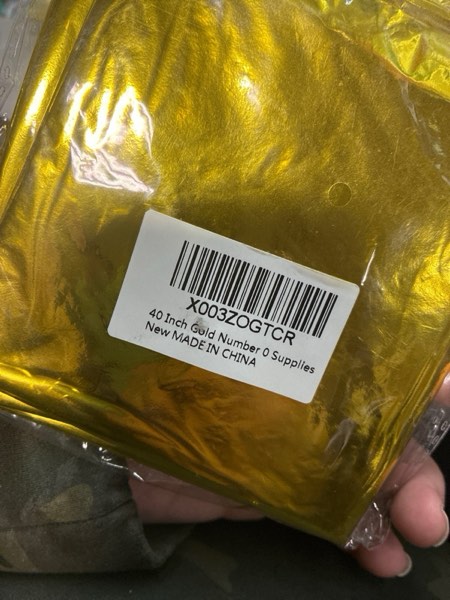 X003ZOGTCR
40 Inch Gold Number 0 Supplies
New MADE IN CHINA